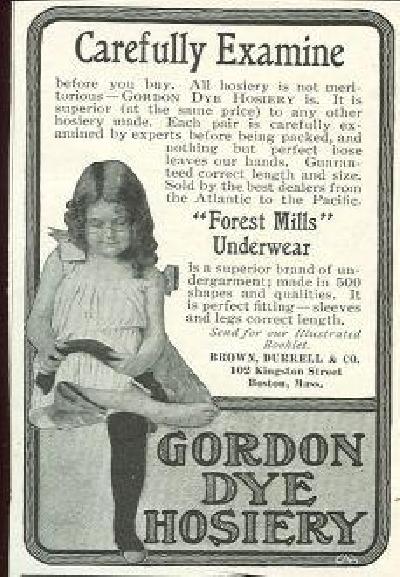 Carefully Examine
before you buy. All hosiery is not meri-
torious—GORDON DYE HOSIERY is. It is
superior (at the same price) to any other
hosiery made. Each pair is carefully ex-
amined by experts before being packed, and
nothing but perfect hose
leaves our hands. Guaran-
teed correct length and size.
Sold by the best dealers from
the Atlantic to the Pacific.
"Forest Mills"
Underwear
is a superior brand of un-
dergarment; made in 500
shapes and qualities. It
is perfect fitting—sleeves
and legs correct length.
Send for our Illustrated
Booklet.
BROWN, DURRELL & CO.
102 Kingston Street
Boston, Mass.
GORDON
DYE
HOSIERY